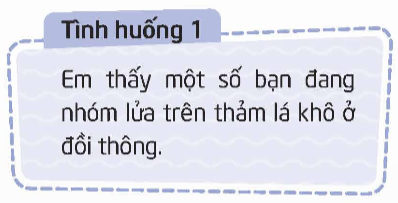 Tình huống 1
Em thấy một số bạn đang
nhóm lửa trên thảm lá khô ở
đồi thông.